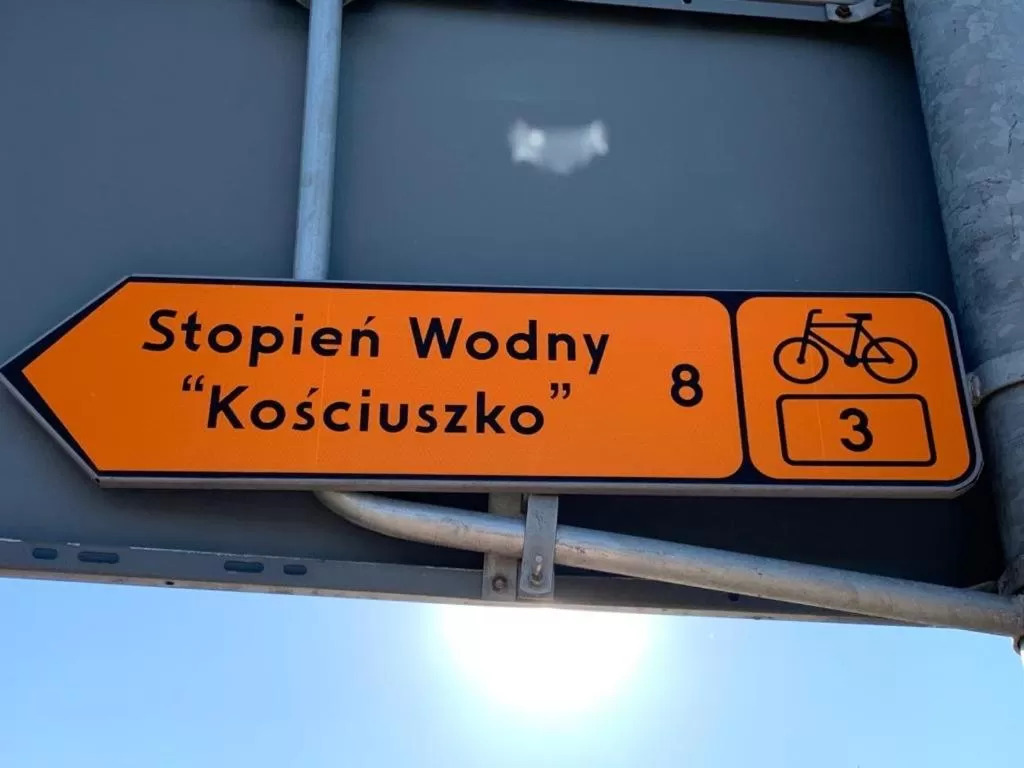 Stopień Wodny
“Kościuszko”
8
3